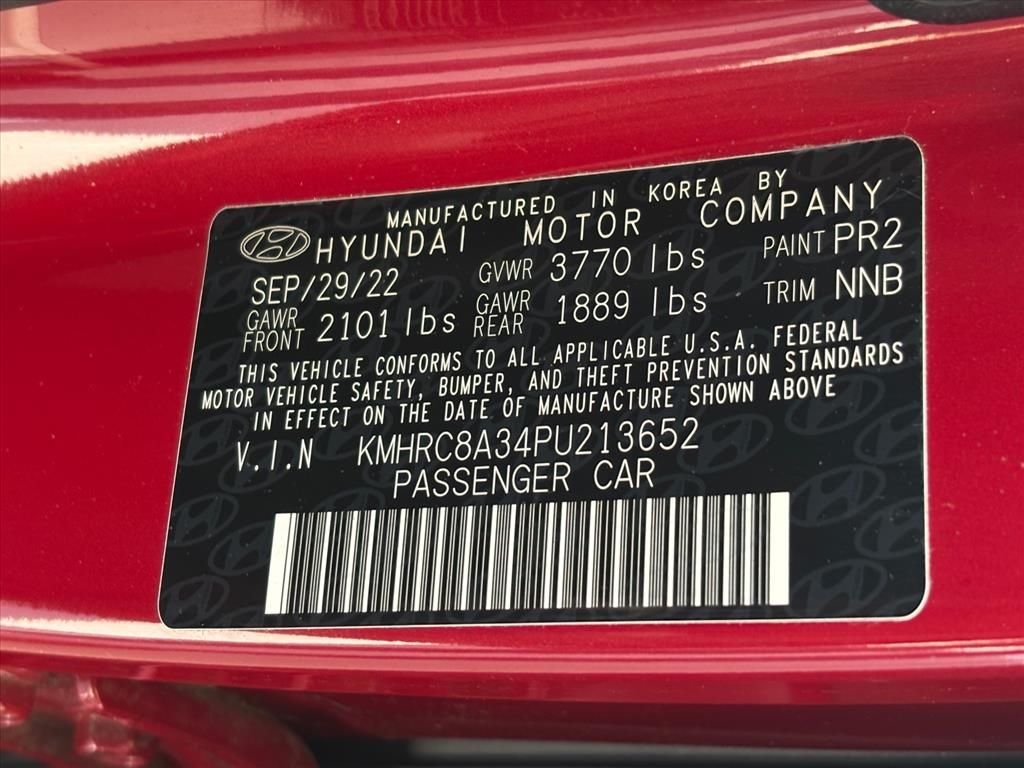 MANUFACTURED IN KOREA BY
HYUNDAI MOTOR COMPANY
SEP/29/22 GVWR 3770 lbs PAINT PR2
GAWR FRONT 2101 lbs GAWR REAR 1889 lbs TRIM NNB
THIS VEHICLE CONFORMS TO ALL APPLICABLE U.S.A. FEDERAL
MOTOR VEHICLE SAFETY, BUMPER, AND THEFT PREVENTION STANDARDS
IN EFFECT ON THE DATE OF MANUFACTURE SHOWN ABOVE
V.I.N KMHRC8A34PU213652
PASSENGER CAR